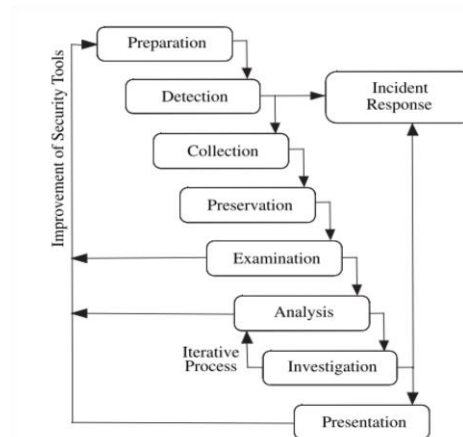 Preparation
Improvement of Security Tools
Detection
Incident
Response
Collection
Preservation
Examination
Analysis
Iterative
Process
Investigation
Presentation